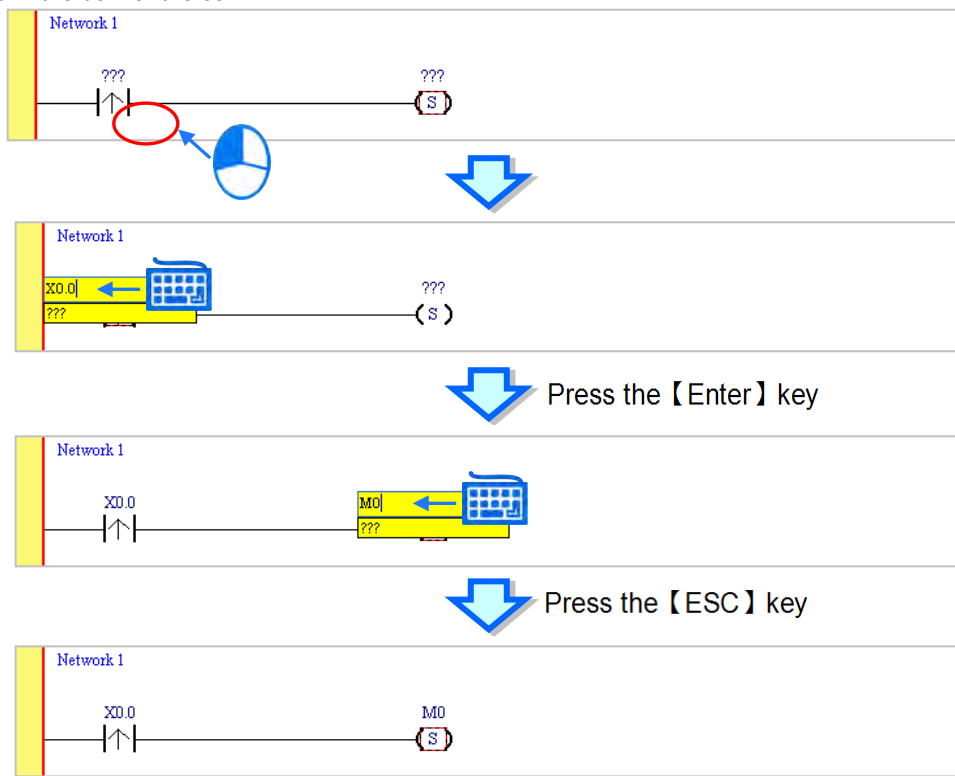 Network 1
??? ???
S
Network 1
X0.0
???
???
S
Press the【Enter】key
Network 1
X0.0
M0
???
Press the【ESC】key
Network 1
X0.0 M0
S